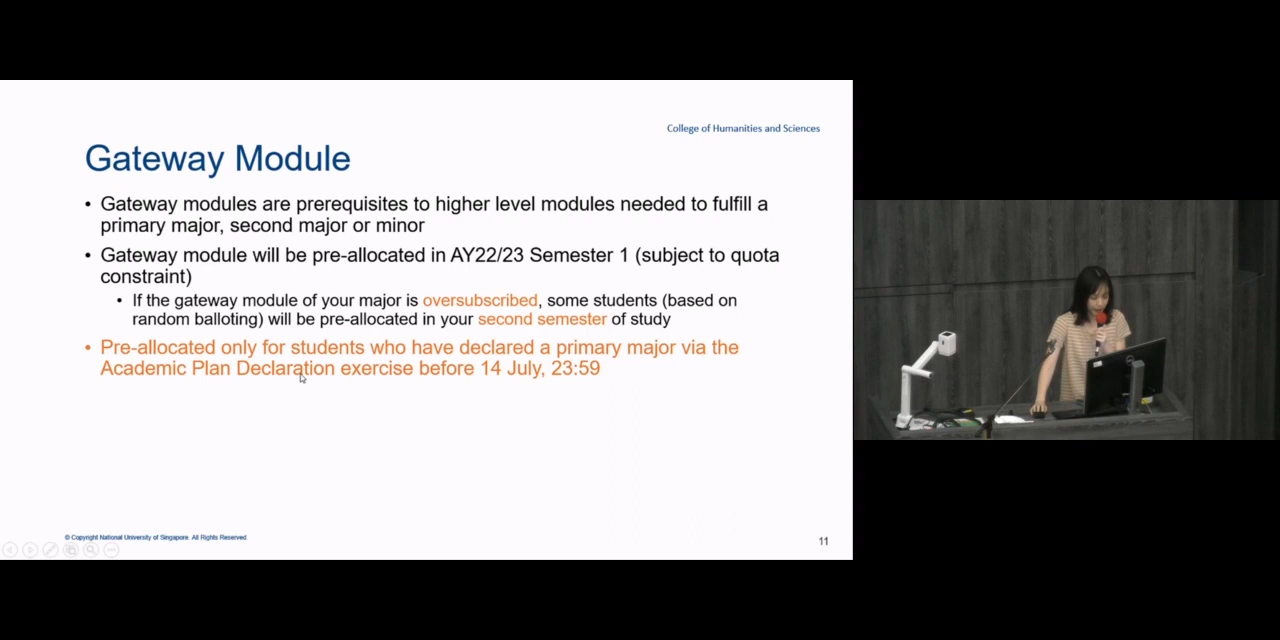 College of Humanities and Sciences
Gateway Module
• Gateway modules are prerequisites to higher level modules needed to fulfill a
primary major, second major or minor
• Gateway module will be pre-allocated in AY22/23 Semester 1 (subject to quota
constraint)
• If the gateway module of your major is oversubscribed, some students (based on
random balloting) will be pre-allocated in your second semester of study
• Pre-allocated only for students who have declared a primary major via the
Academic Plan Declaration exercise before 14 July, 23:59
© Copyright National University of Singapore. All Rights Reserved.
11